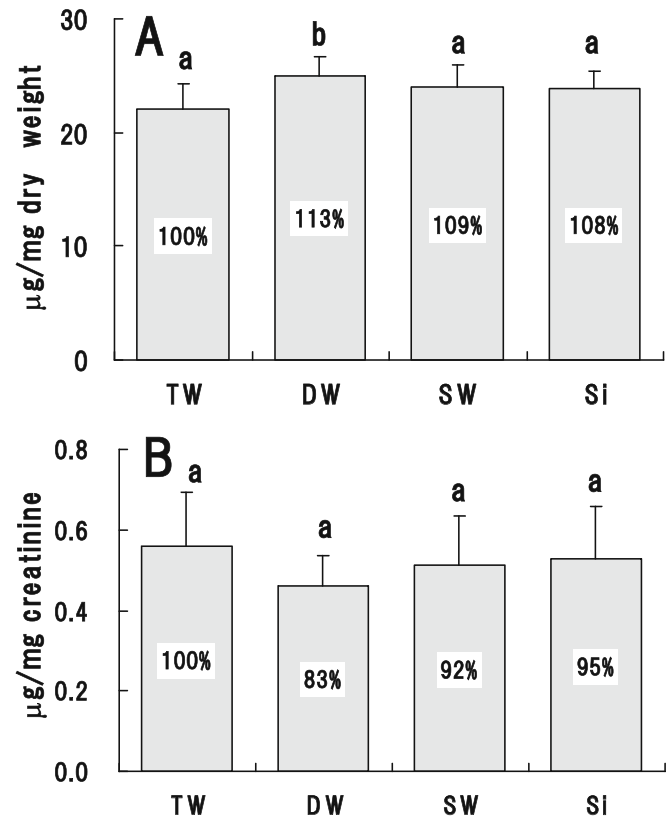 A
30
20
10
0
μg/mg dry weight
a
b
a
a
100%
113%
109%
108%
TW
DW
SW
Si
B
0.8
0.6
0.4
0.2
0.0
μg/mg creatinine
a
a
a
a
100%
83%
92%
95%
TW
DW
SW
Si